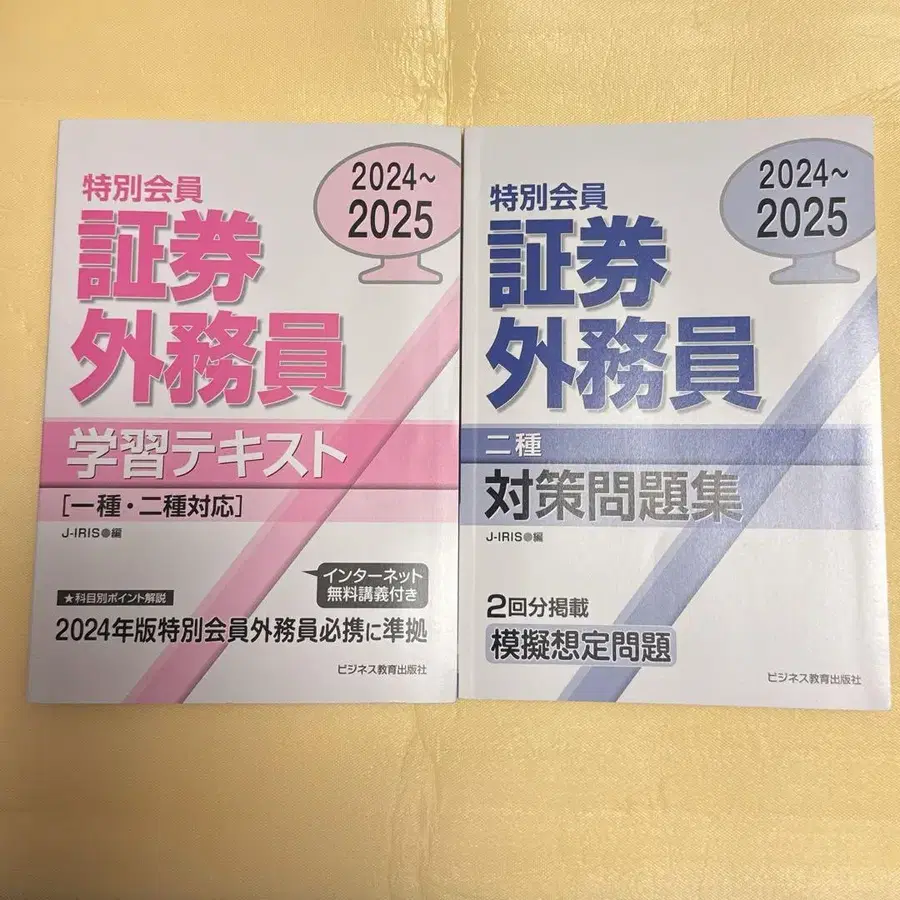 特別会員
証券
外務員
2024～
2025
学習テキスト
[一種・二種対応]
J-IRIS●編
インターネット
無料講義付き
★科目別ポイント解説
2024年版特別会員外務員必携に準拠
ビジネス教育出版社
特別会員
証券
外務員
2024～
2025
二種
対策問題集
J-IRIS●編
2回分掲載
模擬想定問題
ビジネス教育出版社